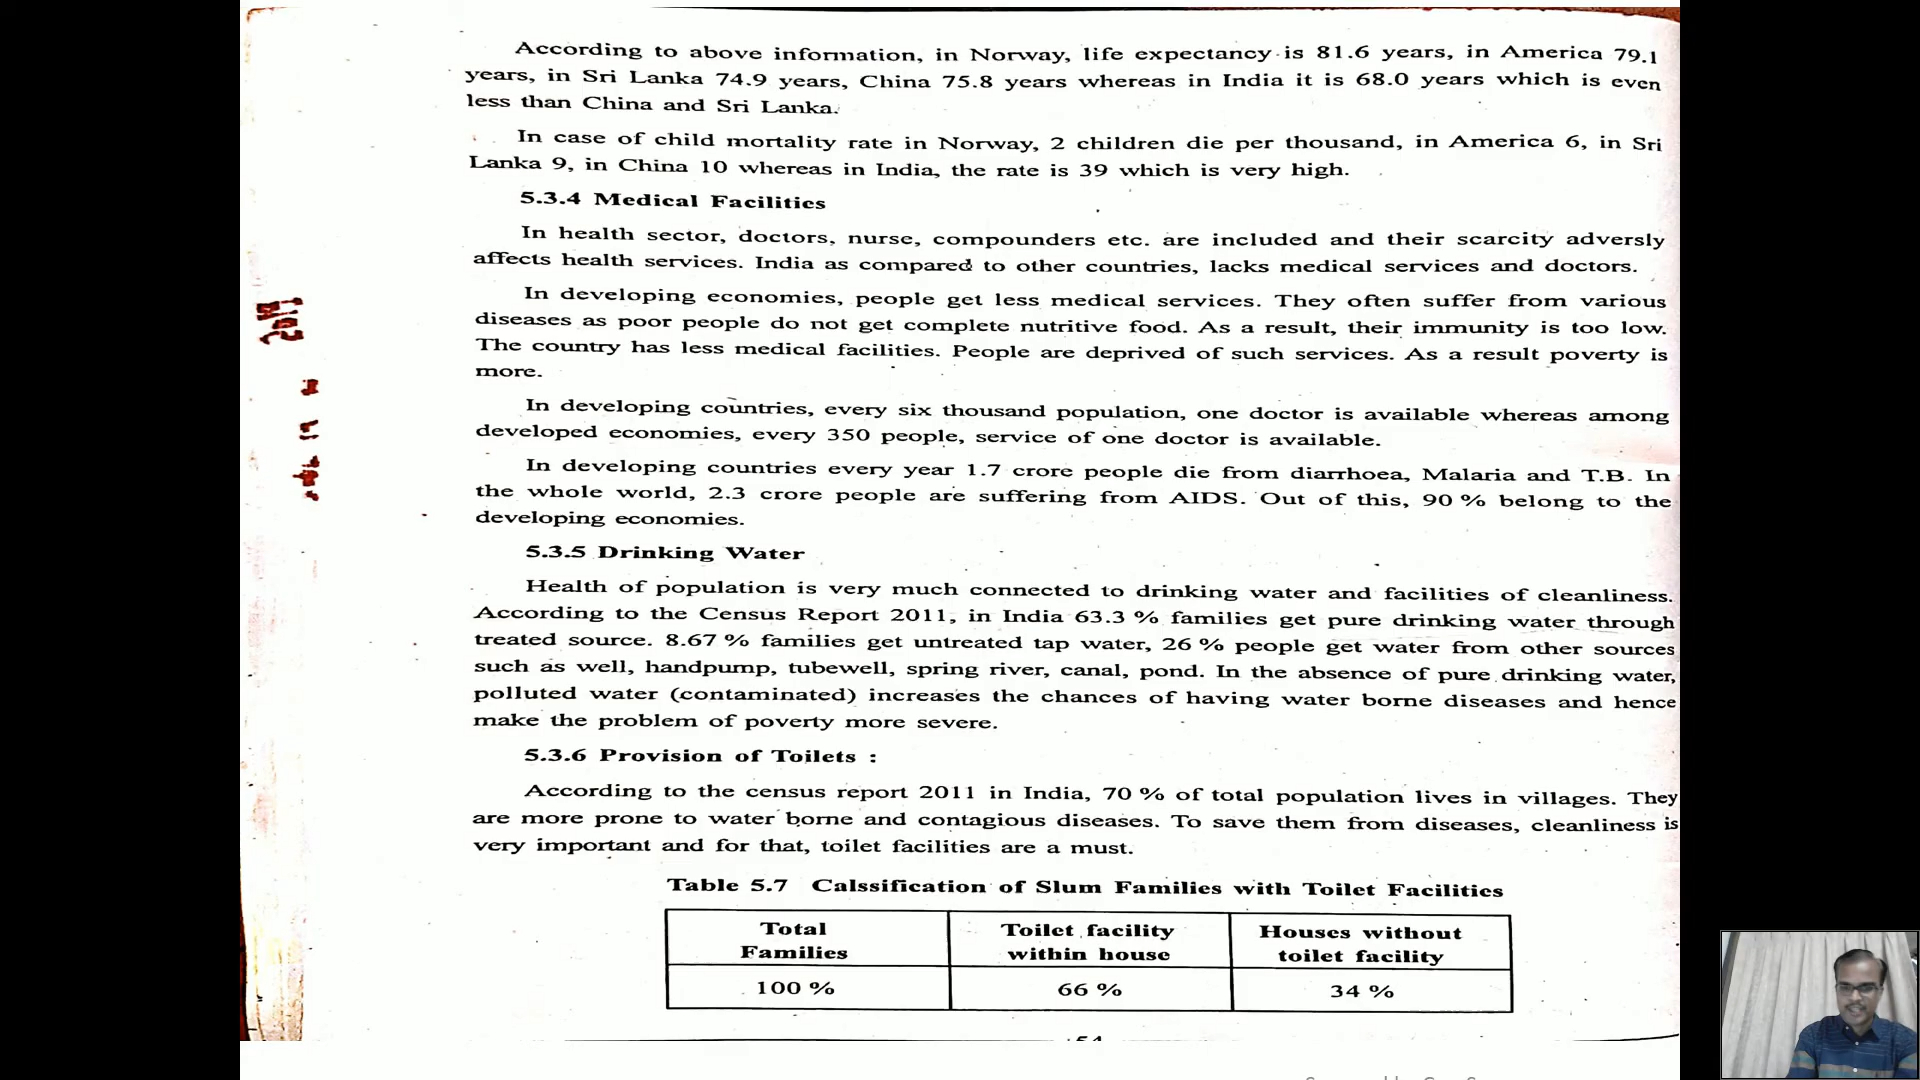 According to above information, in Norway, life expectancy is 81.6 years, in America 79.1
years, in Sri Lanka 74.9 years, China 75.8 years whereas in India it is 68.0 years which is even
less than China and Sri Lanka.
In case of child mortality rate in Norway, 2 children die per thousand, in America 6, in Sri
Lanka 9, in China 10 whereas in India, the rate is 39 which is very high.
5.3.4 Medical Facilities
In health sector, doctors, nurse, compounders etc. are included and their scarcity adversly
affects health services. India as compared to other countries, lacks medical services and doctors.
In developing economies, people get less medical services. They often suffer from various
diseases as poor people do not get complete nutritive food. As a result, their immunity is too low.
The country has less medical facilities. People are deprived of such services. As a result poverty is
more.
In developing countries, every six thousand population, one doctor is available whereas among
developed economies, every 350 people, service of one doctor is available.
In developing countries every year 1.7 crore people die from diarrhoea, Malaria and T.B. In
the whole world, 2.3 crore people are suffering from AIDS. Out of this, 90 % belong to the
developing economies.
5.3.5 Drinking Water
Health of population is very much connected to drinking water and facilities of cleanliness.
According to the Census Report 2011, in India 63.3 % families get pure drinking water through
treated source. 8.67 % families get untreated tap water, 26 % people get water from other sources
such as well, handpump, tubewell, spring river, canal, pond. In the absence of pure drinking water,
polluted water (contaminated) increases the chances of having water borne diseases and hence
make the problem of poverty more severe.
5.3.6 Provision of Toilets :
According to the census report 2011 in India, 70 % of total population lives in villages. They
are more prone to water borne and contagious diseases. To save them from diseases, cleanliness is
very important and for that, toilet facilities are a must.
Table 5.7 Calssification of Slum Families with Toilet Facilities
Total Families
Toilet facility within house
Houses without toilet facility
100 %
66 %
34 %